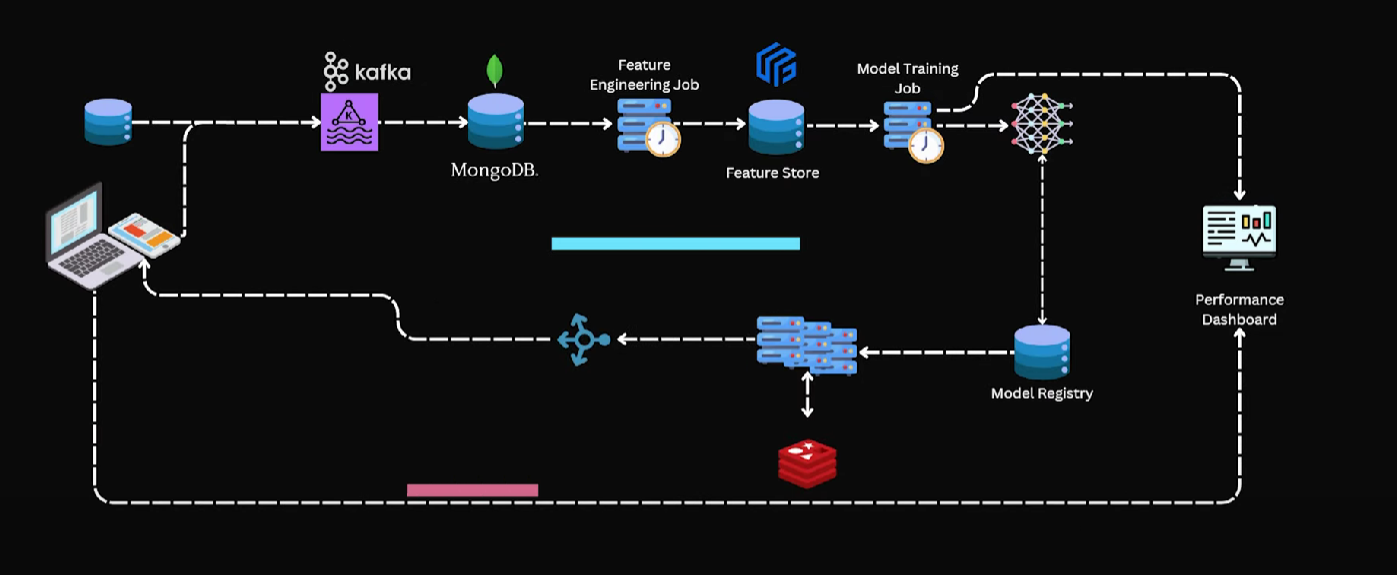 kafka
K
MongoDB.
Feature
Engineering Job
Feature Store
Model Training
Job
Performance
Dashboard
Model Registry